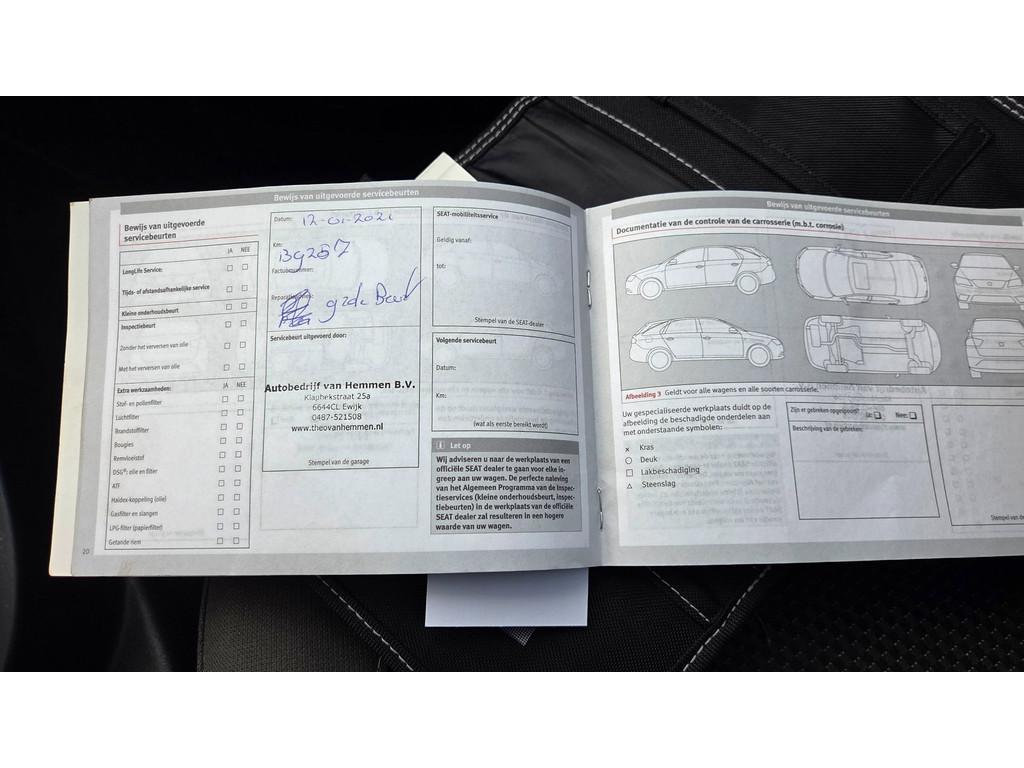 Bewijs van uitgevoerde servicebeurten
Bewijs van uitgevoerde
servicebeurten
JA NEE
LongLife Service:
Tijds- of afstandsafhankelijke service
Kleine onderhoudsbeurt
Inspectiebeurt
Zonder het verversen van olie
Met het verversen van olie
Extra werkzaamheden: JA NEE
Stof- en pollenfilter
Luchtfilter
Brandstoffilter
Bougies
Remvloeistof
DSG®: olie en filter
ATF
Haldex-koppeling (olie)
Gasfilter en slangen
LPG-filter (papierfilter)
Getande riem
20
Datum: 12-01-2021
Km:
139257
Factuurnummer:
grote Beurt
Servicebeurt uitgevoerd door:
Autobedrijf van Hemmen B.V.
Klaphekstraat 25a
6644CL Ewijk
0487-521508
www.theovanhemmen.nl
Stempel van de garage
SEAT-mobiliteitsservice
Geldig vanaf:
tot:
Stempel van de SEAT-dealer
Volgende servicebeurt
Datum:
Km:
(wat als eerste bereikt wordt)
i Let op
Wij adviseren u naar de werkplaats van een
officiële SEAT dealer te gaan voor elke in-
greep aan uw wagen. De perfecte naleving
van het Algemeen Programma van de Inspec-
tieservices (kleine onderhoudsbeurt, inspec-
tiebeurten) in de werkplaats van de officiële
SEAT dealer zal resulteren in een hogere
waarde van uw wagen.
Bewijs van uitgevoerde servicebeurten
Documentatie van de controle van de carrosserie (m.b.t. corrosie)
Afbeelding 3 Geldt voor alle wagens en alle soorten carrosserie.
Uw gespecialiseerde werkplaats duidt op de
afbeelding de beschadigde onderdelen aan
met onderstaande symbolen:
x Kras
○ Deuk
□ Lakbeschadiging
△ Steenslag
Zijn er gebreken opgespoord? Ja: Nee:
Beschrijving van de gebreken:
Stempel van de